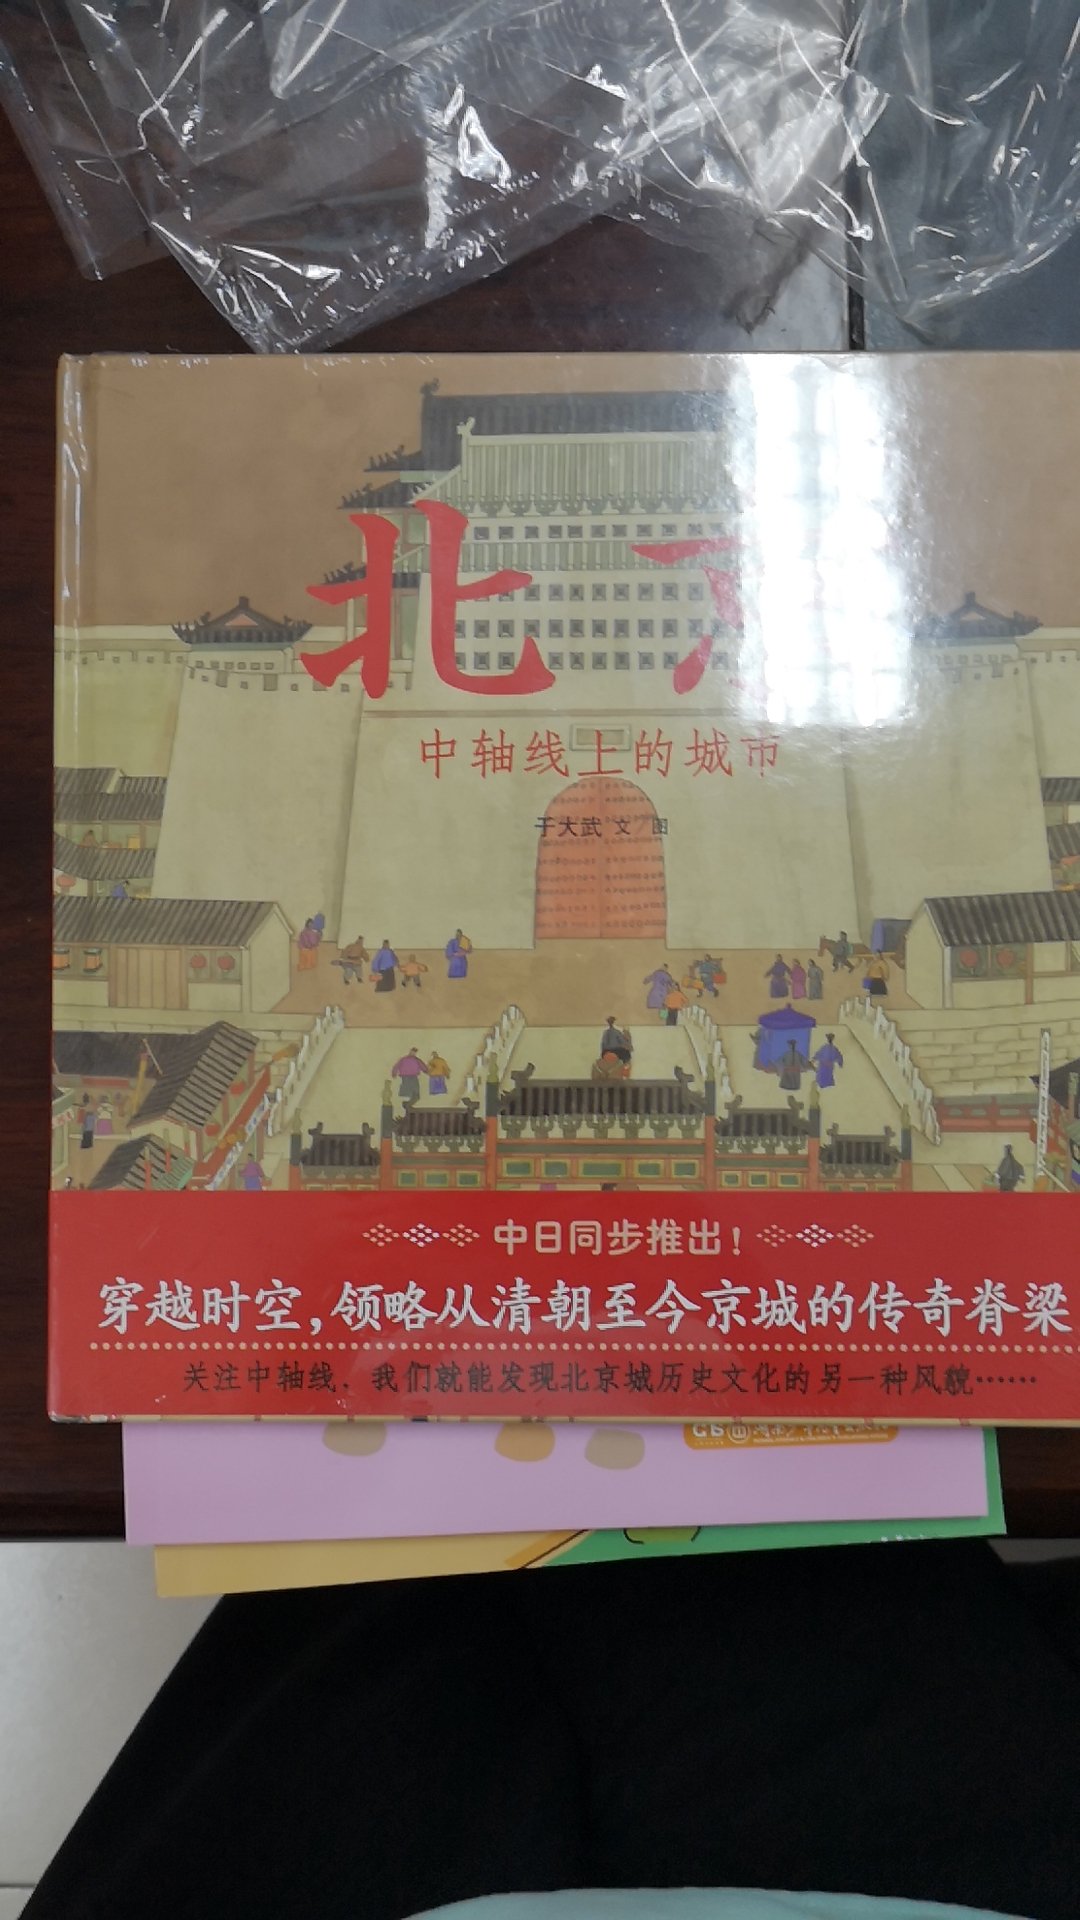 北京
中轴线上的城市
于大武 文/图
中日同步推出!
穿越时空,领略从清朝至今京城的传奇脊梁
关注中轴线,我们就能发现北京城历史文化的另一种风貌······